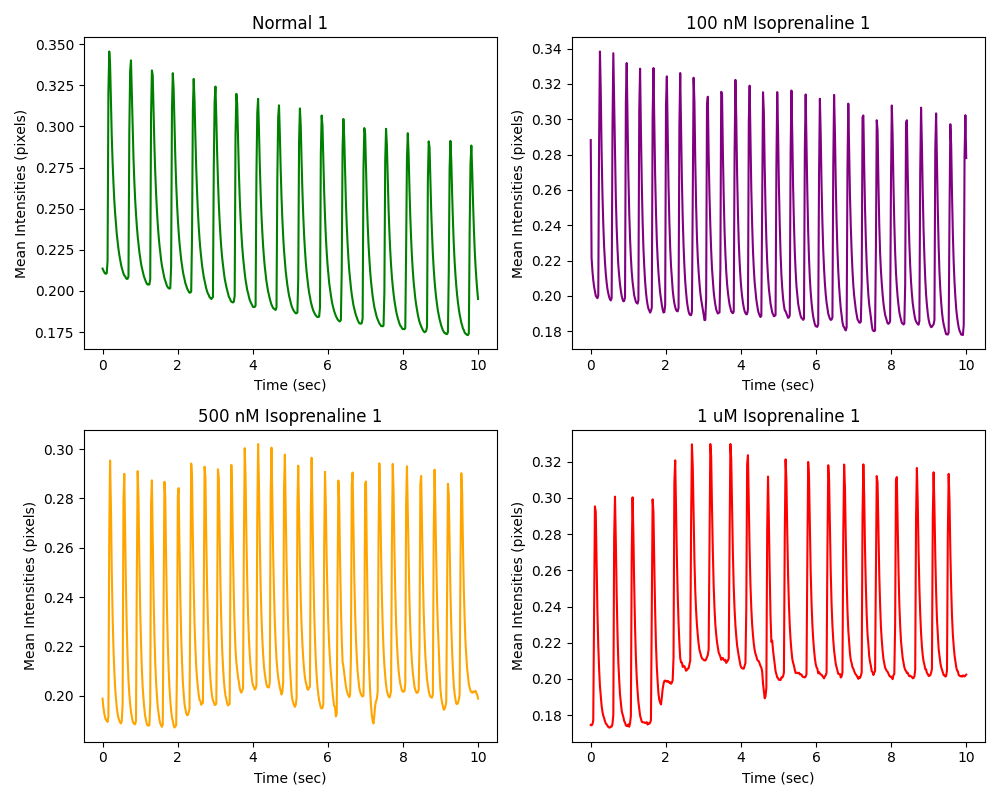 Normal 1
0.350
0.325
0.300
0.275
0.250
0.225
0.200
0.175
Mean Intensities (pixels)
0 2 4 6 8 10
Time (sec)
100 nM Isoprenaline 1
0.34
0.32
0.30
0.28
0.26
0.24
0.22
0.20
0.18
Mean Intensities (pixels)
0 2 4 6 8 10
Time (sec)
500 nM Isoprenaline 1
0.30
0.28
0.26
0.24
0.22
0.20
Mean Intensities (pixels)
0 2 4 6 8 10
Time (sec)
1 uM Isoprenaline 1
0.32
0.30
0.28
0.26
0.24
0.22
0.20
0.18
Mean Intensities (pixels)
0 2 4 6 8 10
Time (sec)